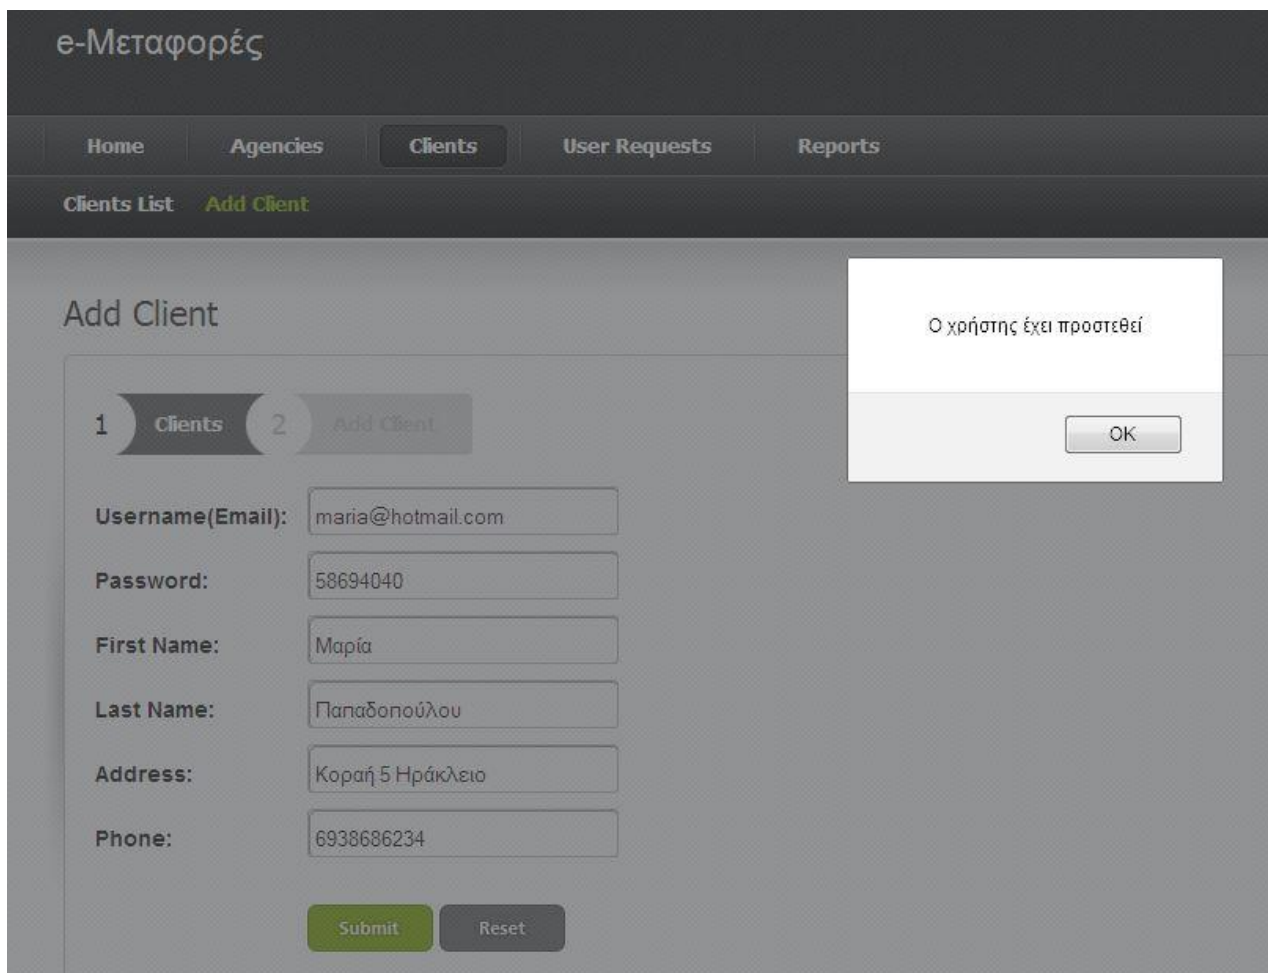 e-Μεταφορές
Home Agencies Clients User Requests Reports
Clients List Add Client
Add Client
Ο χρήστης έχει προστεθεί
OK
1 Clients 2 Add Client
Username(Email): maria@hotmail.com
Password: 58694040
First Name: Μαρία
Last Name: Παπαδοπούλου
Address: Κοραή 5 Ηράκλειο
Phone: 6938686234
Submit Reset